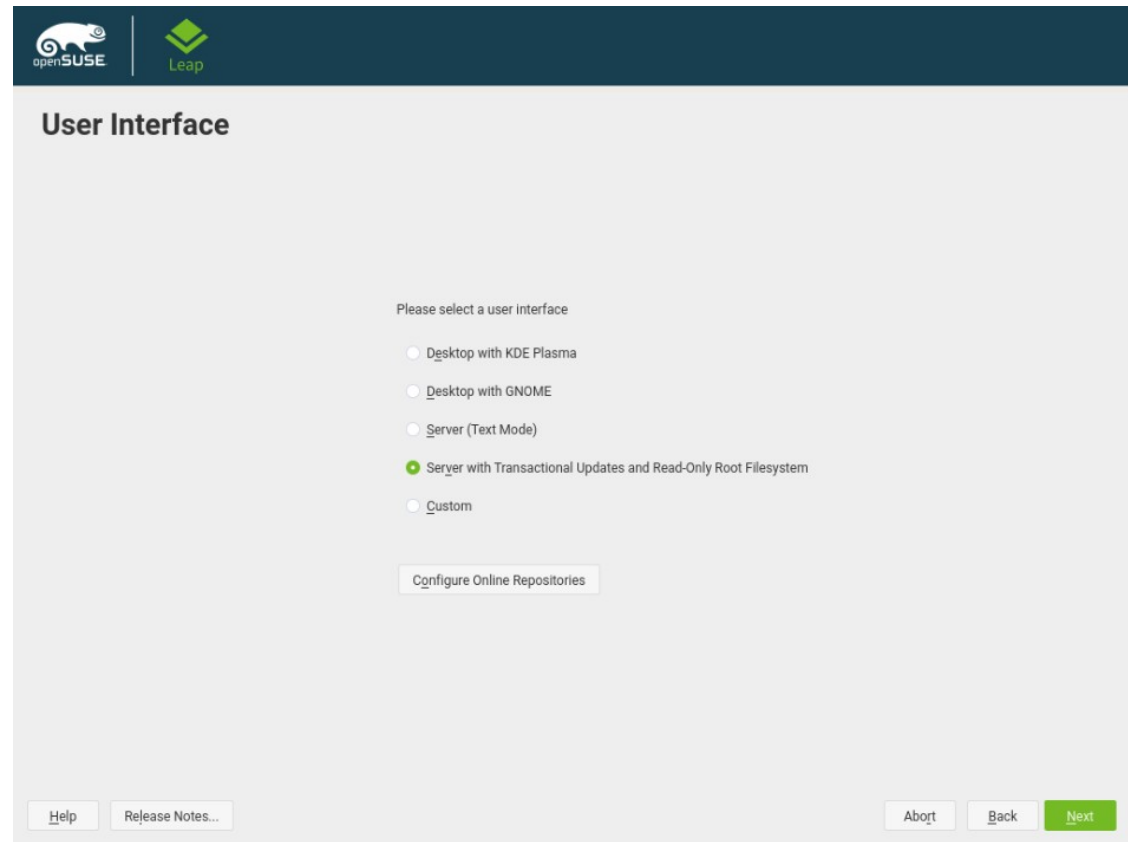 openSUSE
Leap
User Interface
Please select a user interface
Desktop with KDE Plasma
Desktop with GNOME
Server (Text Mode)
Server with Transactional Updates and Read-Only Root Filesystem
Custom
Configure Online Repositories
Help
Release Notes...
Abort
Back
Next